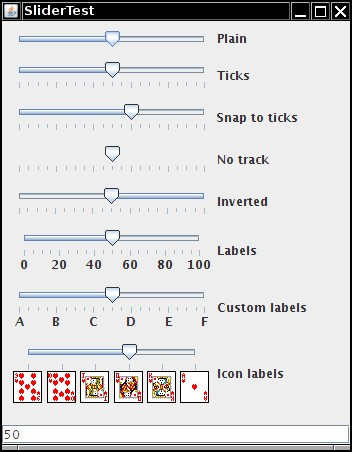 SliderTest
Plain
Ticks
Snap to ticks
No track
Inverted
Labels
0 20 40 60 80 100
Custom labels
A B C D E F
Icon labels
50